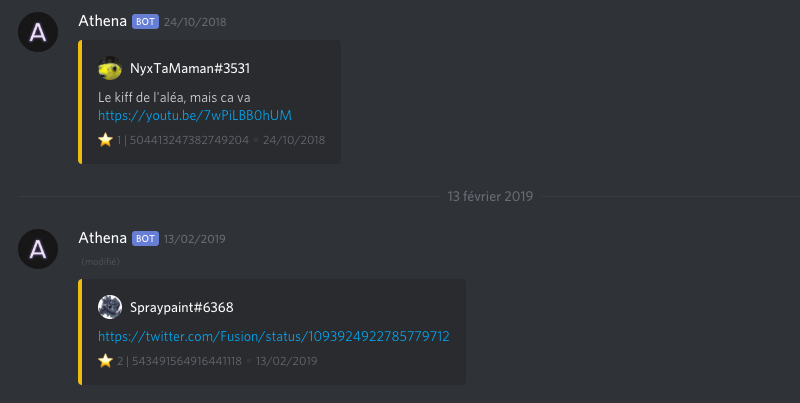 Athena BOT 24/10/2018
NyxTaMaman#3531
Le kiff de l'aléa, mais ca va
https://youtu.be/7wPiLBB0hUM
⭐ 1 | 504413247382749204 • 24/10/2018
13 février 2019
Athena BOT 13/02/2019
(modifié)
Spraypaint#6368
https://twitter.com/Fusion/status/1093924922785779712
⭐ 2 | 543491564916441118 • 13/02/2019